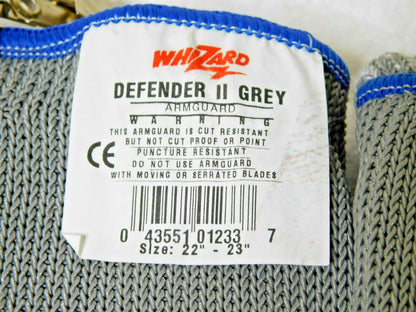 WHIZARD
DEFENDER II GREY
ARMGUARD
WARNING
THIS ARMGUARD IS CUT RESISTANT
BUT NOT CUT PROOF OR POINT
PUNCTURE RESISTANT
DO NOT USE ARMGUARD
WITH MOVING OR SERRATED BLADES
CE
0 43551 01233 7
Size: 22" - 23"